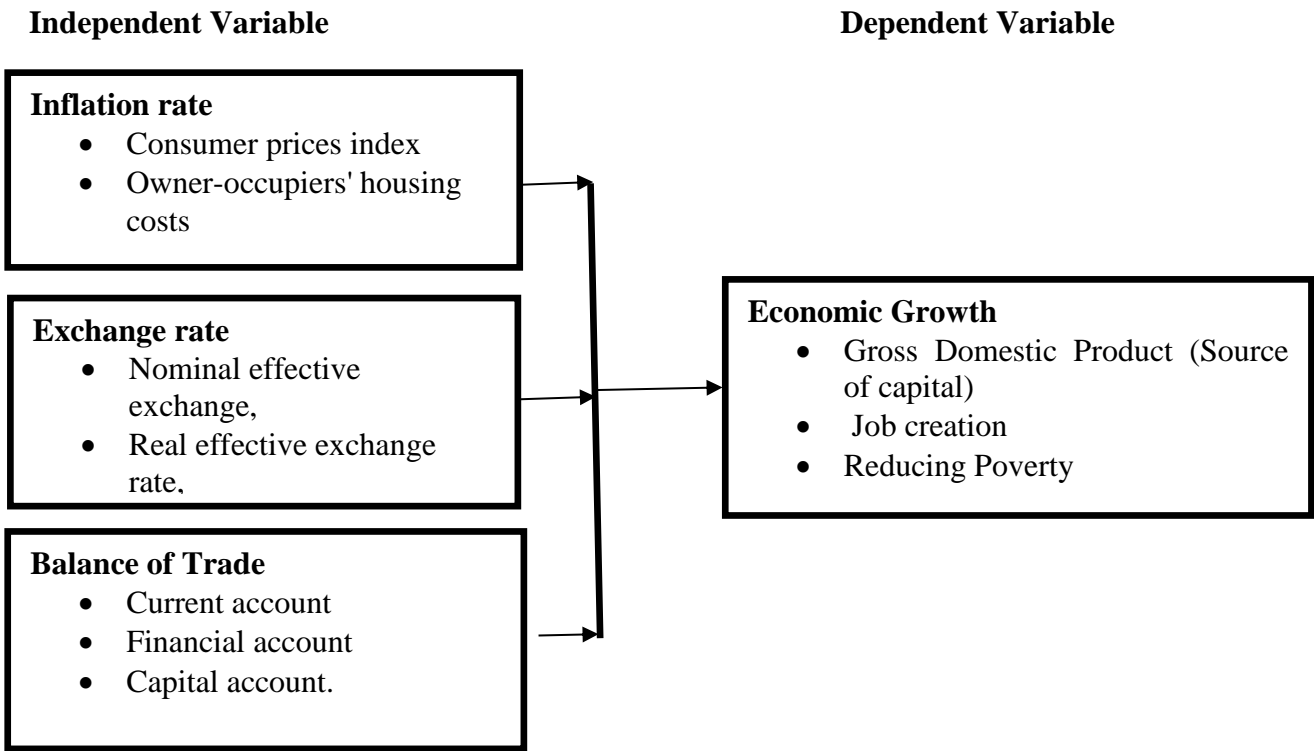 Independent Variable
Dependent Variable
Inflation rate
• Consumer prices index
• Owner-occupiers' housing
costs
Exchange rate
• Nominal effective
exchange,
• Real effective exchange
rate,
Balance of Trade
• Current account
• Financial account
• Capital account.
Economic Growth
• Gross Domestic Product (Source
of capital)
• Job creation
• Reducing Poverty